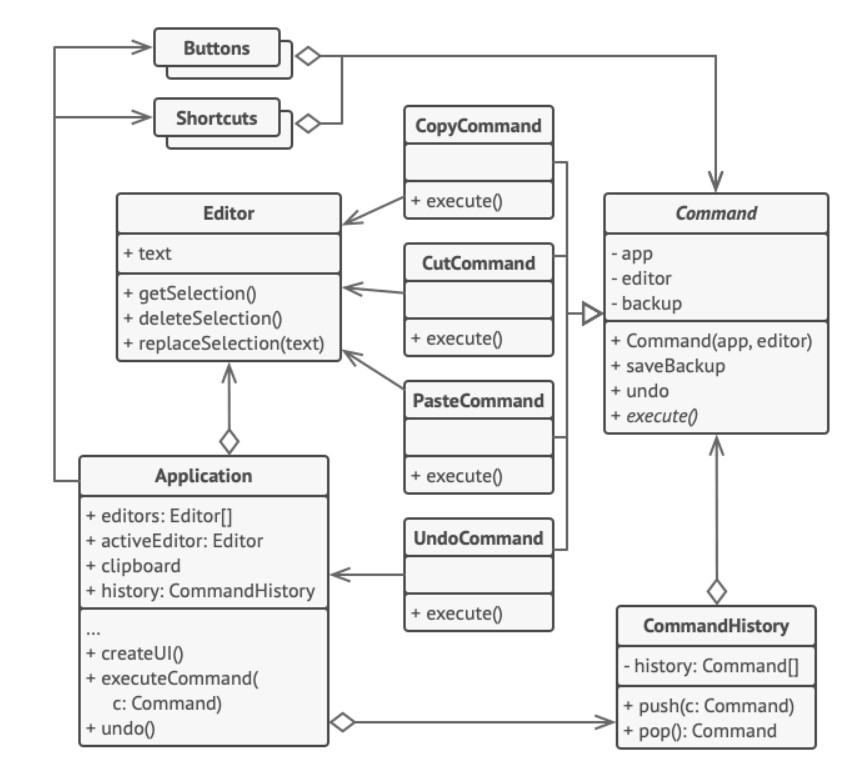 Buttons
Shortcuts
CopyCommand
+ execute()
Editor
+ text
+ getSelection()
+ deleteSelection()
+ replaceSelection(text)
CutCommand
+ execute()
Command
- app
- editor
- backup
+ Command(app, editor)
+ saveBackup
+ undo
+ execute()
PasteCommand
+ execute()
Application
+ editors: Editor[]
+ activeEditor: Editor
+ clipboard
+ history: CommandHistory
...
+ createUI()
+ executeCommand(
c: Command)
+ undo()
UndoCommand
+ execute()
CommandHistory
- history: Command[]
+ push(c: Command)
+ pop(): Command